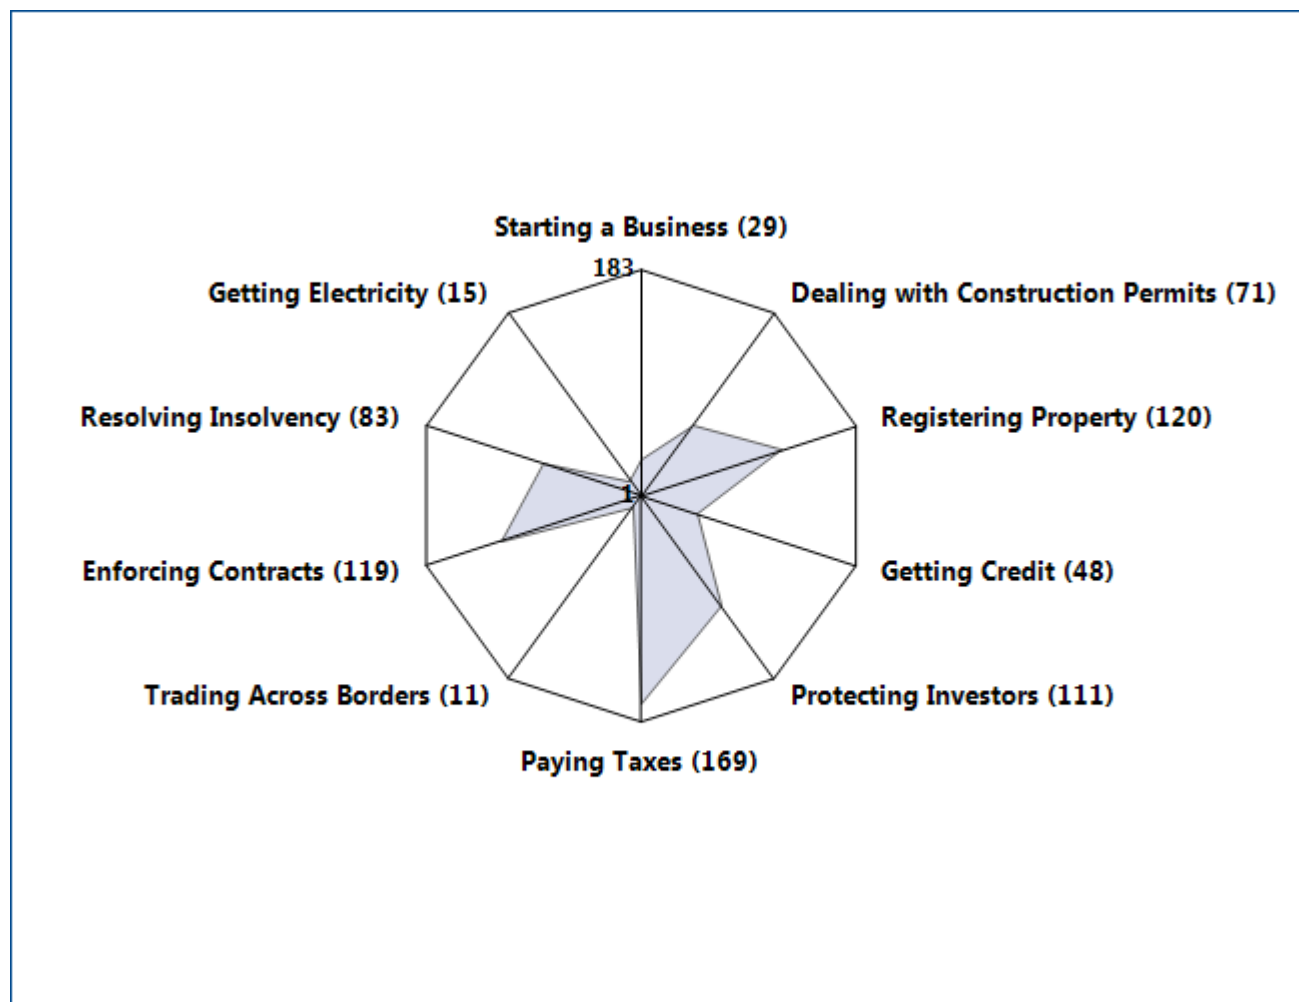 Starting a Business (29)
183
Getting Electricity (15)
Dealing with Construction Permits (71)
Resolving Insolvency (83)
Registering Property (120)
1
Enforcing Contracts (119)
Getting Credit (48)
Trading Across Borders (11)
Protecting Investors (111)
Paying Taxes (169)